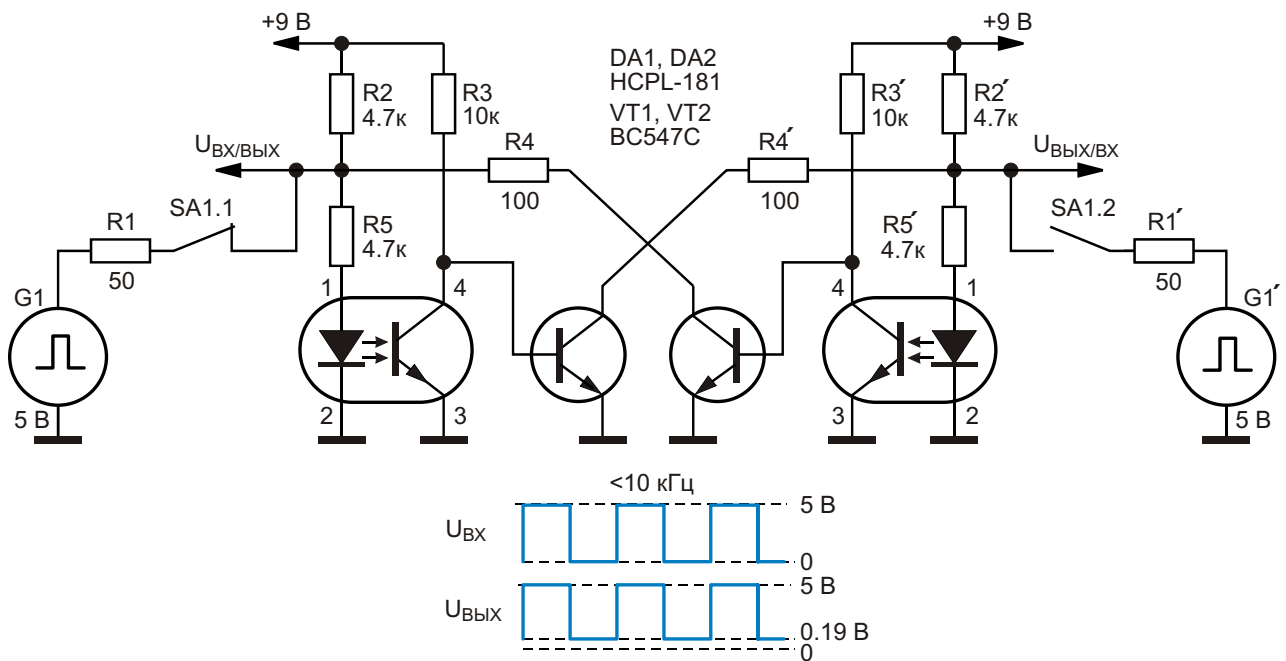 +9 В
+9 В
DA1, DA2
HCPL-181
VT1, VT2
BC547C
R2
4.7к
R3
10к
R3′
10к
R2′
4.7к
UВХ/ВЫХ
R4
100
R4′
100
UВЫХ/ВХ
SA1.1
R1
50
R5
4.7к
R5′
4.7к
SA1.2
R1′
50
G1
5 В
1
4
2
3
4
1
3
2
G1′
5 В
<10 кГц
UВХ
5 В
0
UВЫХ
5 В
0.19 В
0